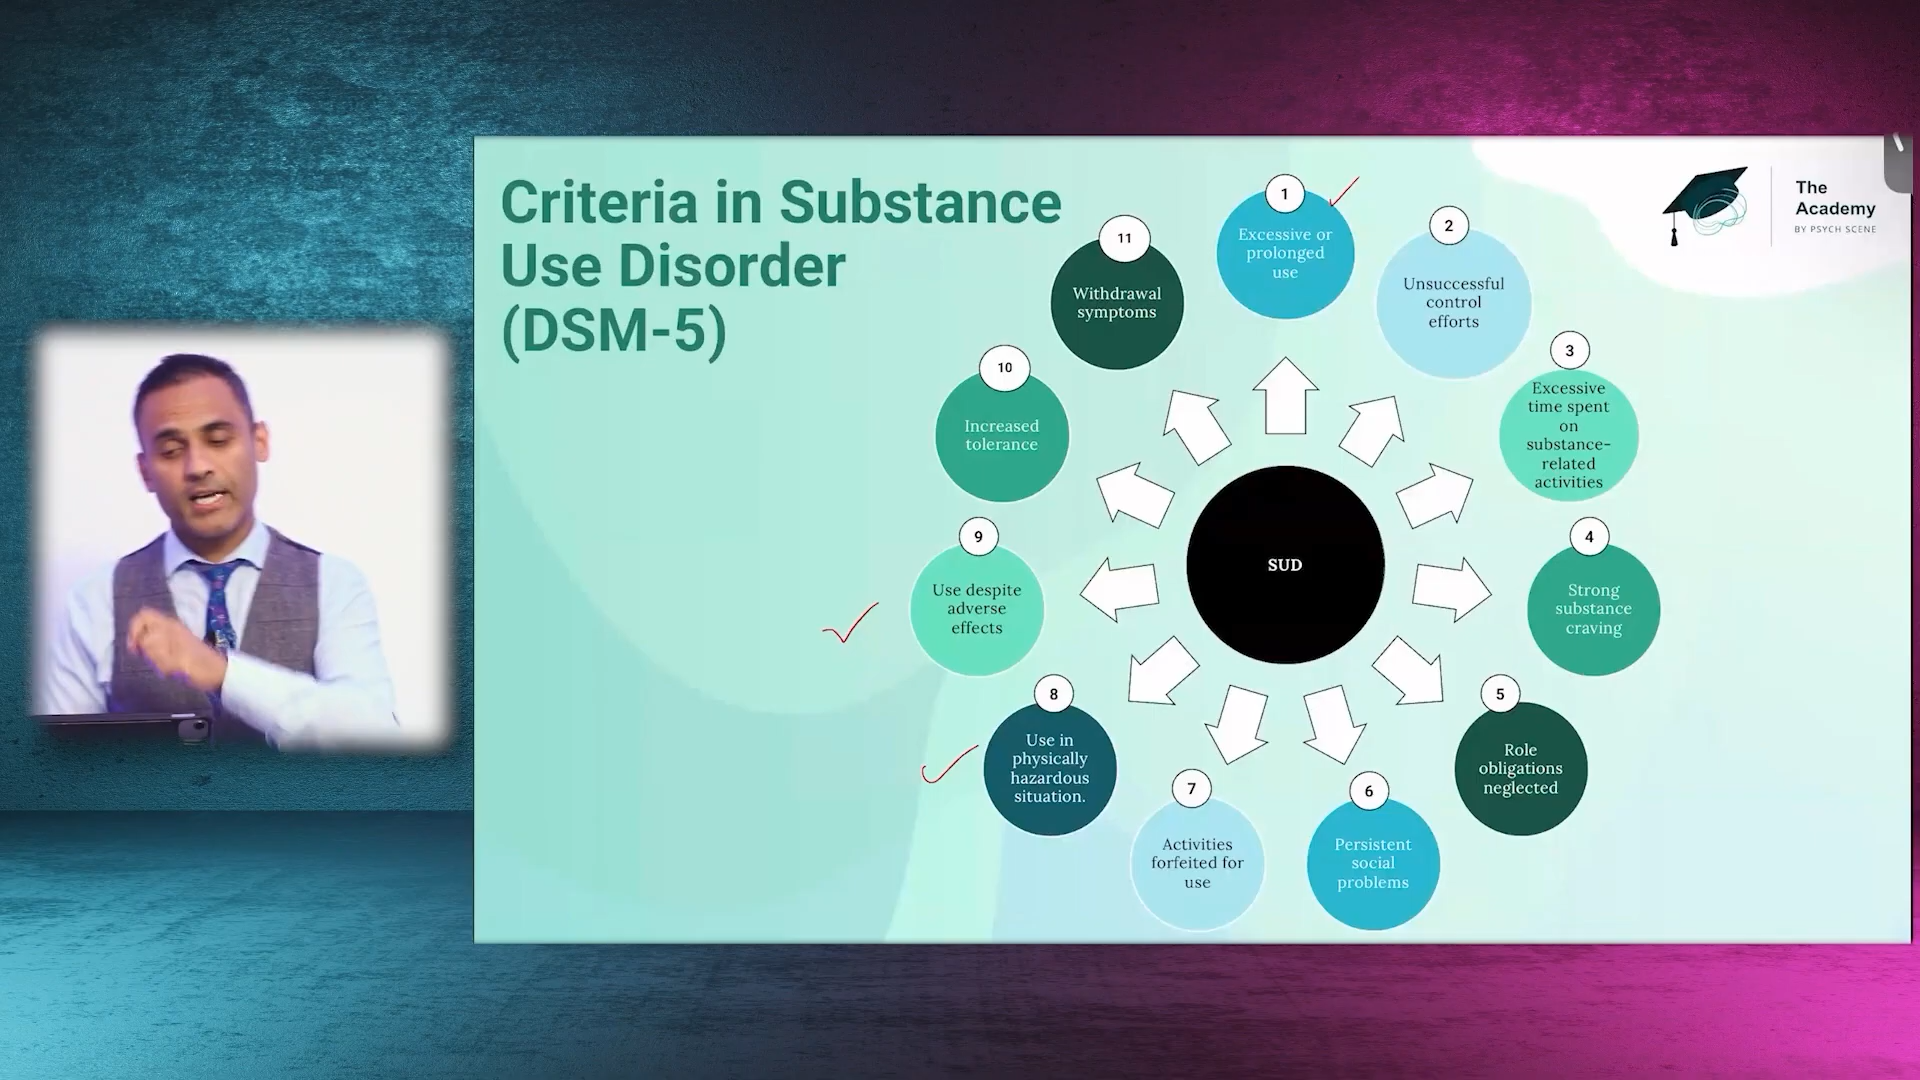 Criteria in Substance
Use Disorder
(DSM-5)
The
Academy
BY PSYCH SCENE
1
Excessive or
prolonged
use
2
Unsuccessful
control
efforts
3
Excessive
time spent
on
substance-
related
activities
4
Strong
substance
craving
5
Role
obligations
neglected
6
Persistent
social
problems
7
Activities
forfeited for
use
8
Use in
physically
hazardous
situation.
9
Use despite
adverse
effects
10
Increased
tolerance
11
Withdrawal
symptoms
SUD